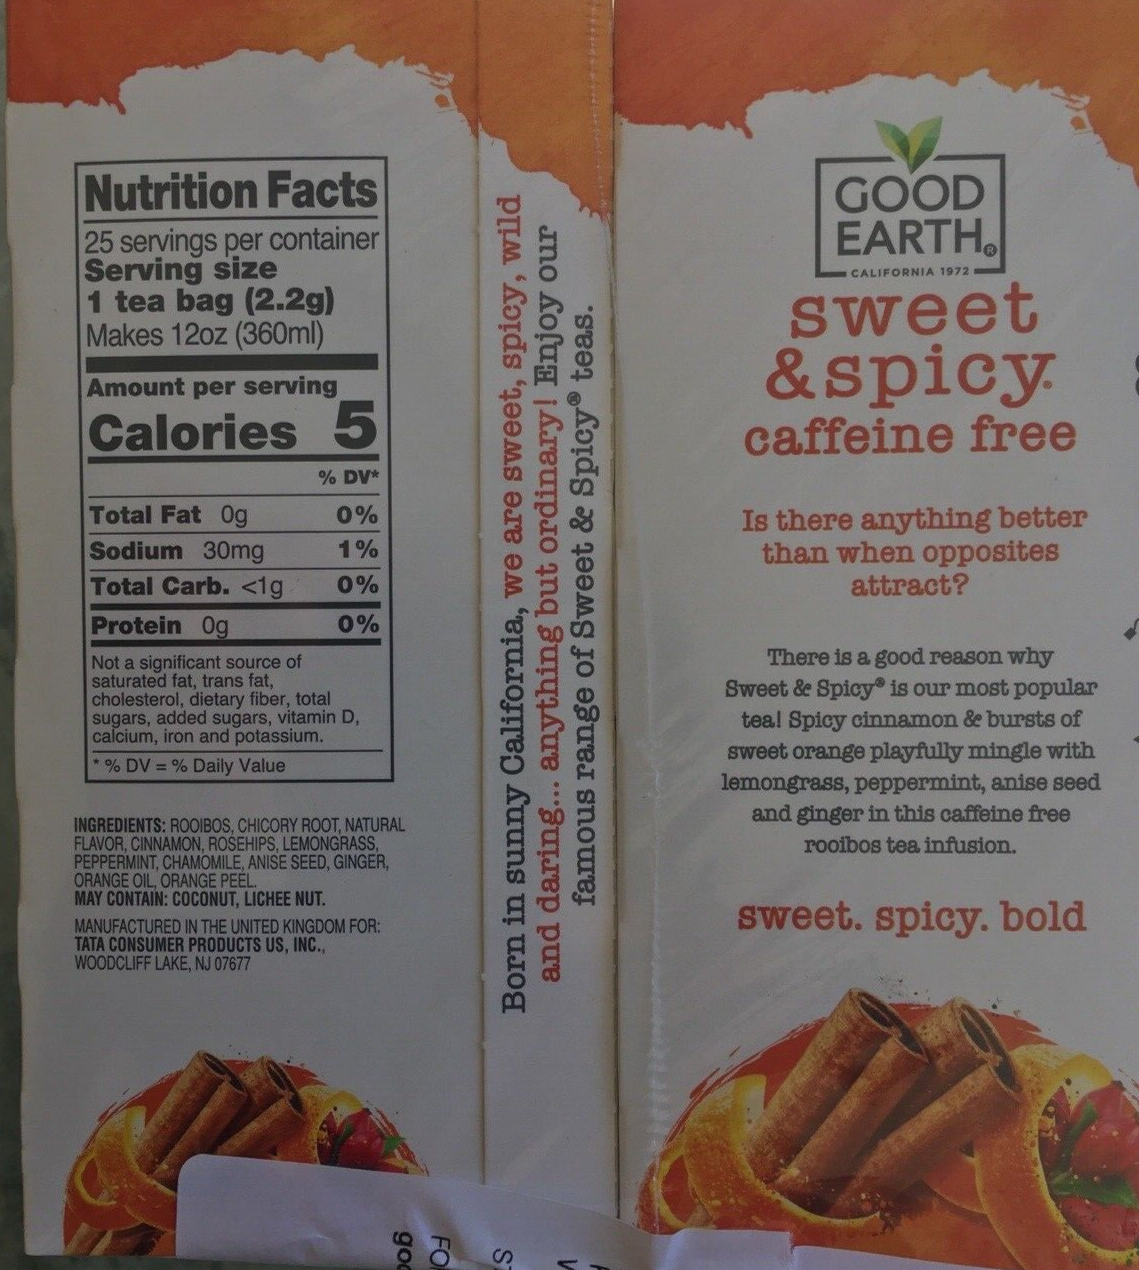 Nutrition Facts
25 servings per container
Serving size
1 tea bag (2.2g)
Makes 12oz (360ml)
Amount per serving
Calories 5
% DV*
Total Fat 0g 0%
Sodium 30mg 1%
Total Carb. <1g 0%
Protein 0g 0%
Not a significant source of
saturated fat, trans fat,
cholesterol, dietary fiber, total
sugars, added sugars, vitamin D,
calcium, iron and potassium.
* % DV = % Daily Value
INGREDIENTS: ROOIBOS, CHICORY ROOT, NATURAL
FLAVOR, CINNAMON, ROSEHIPS, LEMONGRASS,
PEPPERMINT, CHAMOMILE, ANISE SEED, GINGER,
ORANGE OIL, ORANGE PEEL.
MAY CONTAIN: COCONUT, LICHEE NUT.
MANUFACTURED IN THE UNITED KINGDOM FOR:
TATA CONSUMER PRODUCTS US, INC.,
WOODCLIFF LAKE, NJ 07677
Born in sunny California, we are sweet, spicy, wild
and daring... anything but ordinary! Enjoy our
famous range of Sweet & Spicy® teas.
GOOD
EARTH®
CALIFORNIA 1972
sweet
& spicy®
caffeine free
Is there anything better
than when opposites
attract?
There is a good reason why
Sweet & Spicy® is our most popular
tea! Spicy cinnamon & bursts of
sweet orange playfully mingle with
lemongrass, peppermint, anise seed
and ginger in this caffeine free
rooibos tea infusion.
sweet. spicy. bold